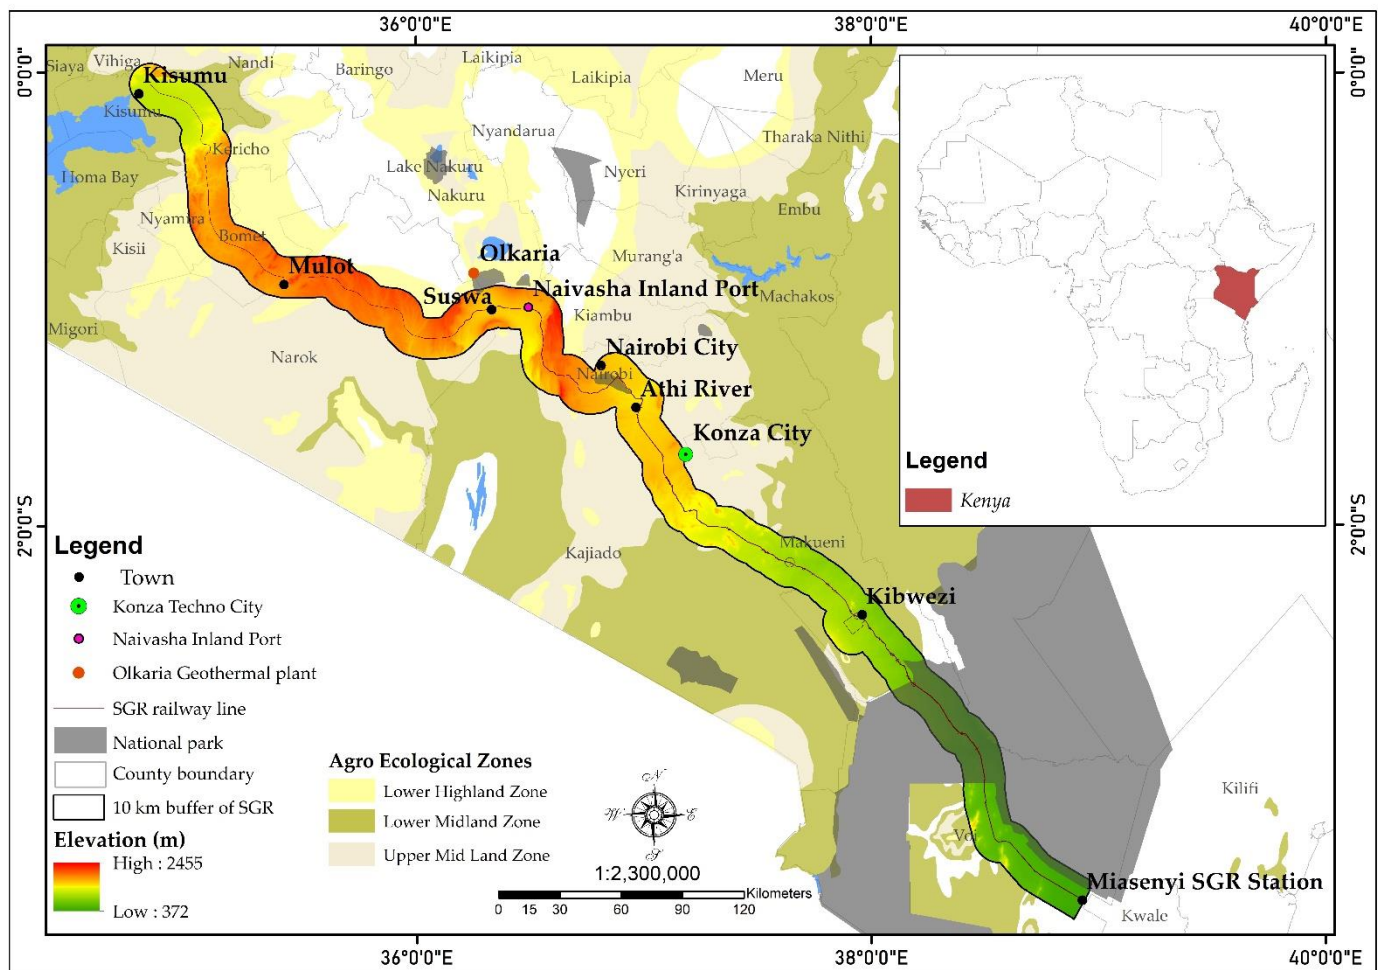 36°0'0"E
38°0'0"E
40°0'0"E
0°0'0"
0°0'0"
Siaya
Vihiga
Nandi
Baringo
Laikipia
Laikipia
Meru
Kisumu
Kisumu
Kericho
Nyandarua
Tharaka Nithi
Homa Bay
Lake Nakuru
Nakuru
Nyeri
Kirinyaga
Embu
Nyamira
Kisii
Bomet
Mulot
Olkaria
Murang'a
Suswa
Naivasha Inland Port
Machakos
Kiambu
Migori
Narok
Nairobi City
Nairobi
Athi River
Konza City
Legend
Kenya
2°0'0"S
2°0'0"S
Makueni
Kajiado
Kibwezi
Legend
Town
Konza Techno City
Naivasha Inland Port
Olkaria Geothermal plant
SGR railway line
National park
County boundary
10 km buffer of SGR
Elevation (m)
High : 2455
Low : 372
Agro Ecological Zones
Lower Highland Zone
Lower Midland Zone
Upper Mid Land Zone
N
W
E
S
1:2,300,000
Kilometers
0 15 30 60 90 120
Voi
Kilifi
Miasenyi SGR Station
Kwale
36°0'0"E
38°0'0"E
40°0'0"E